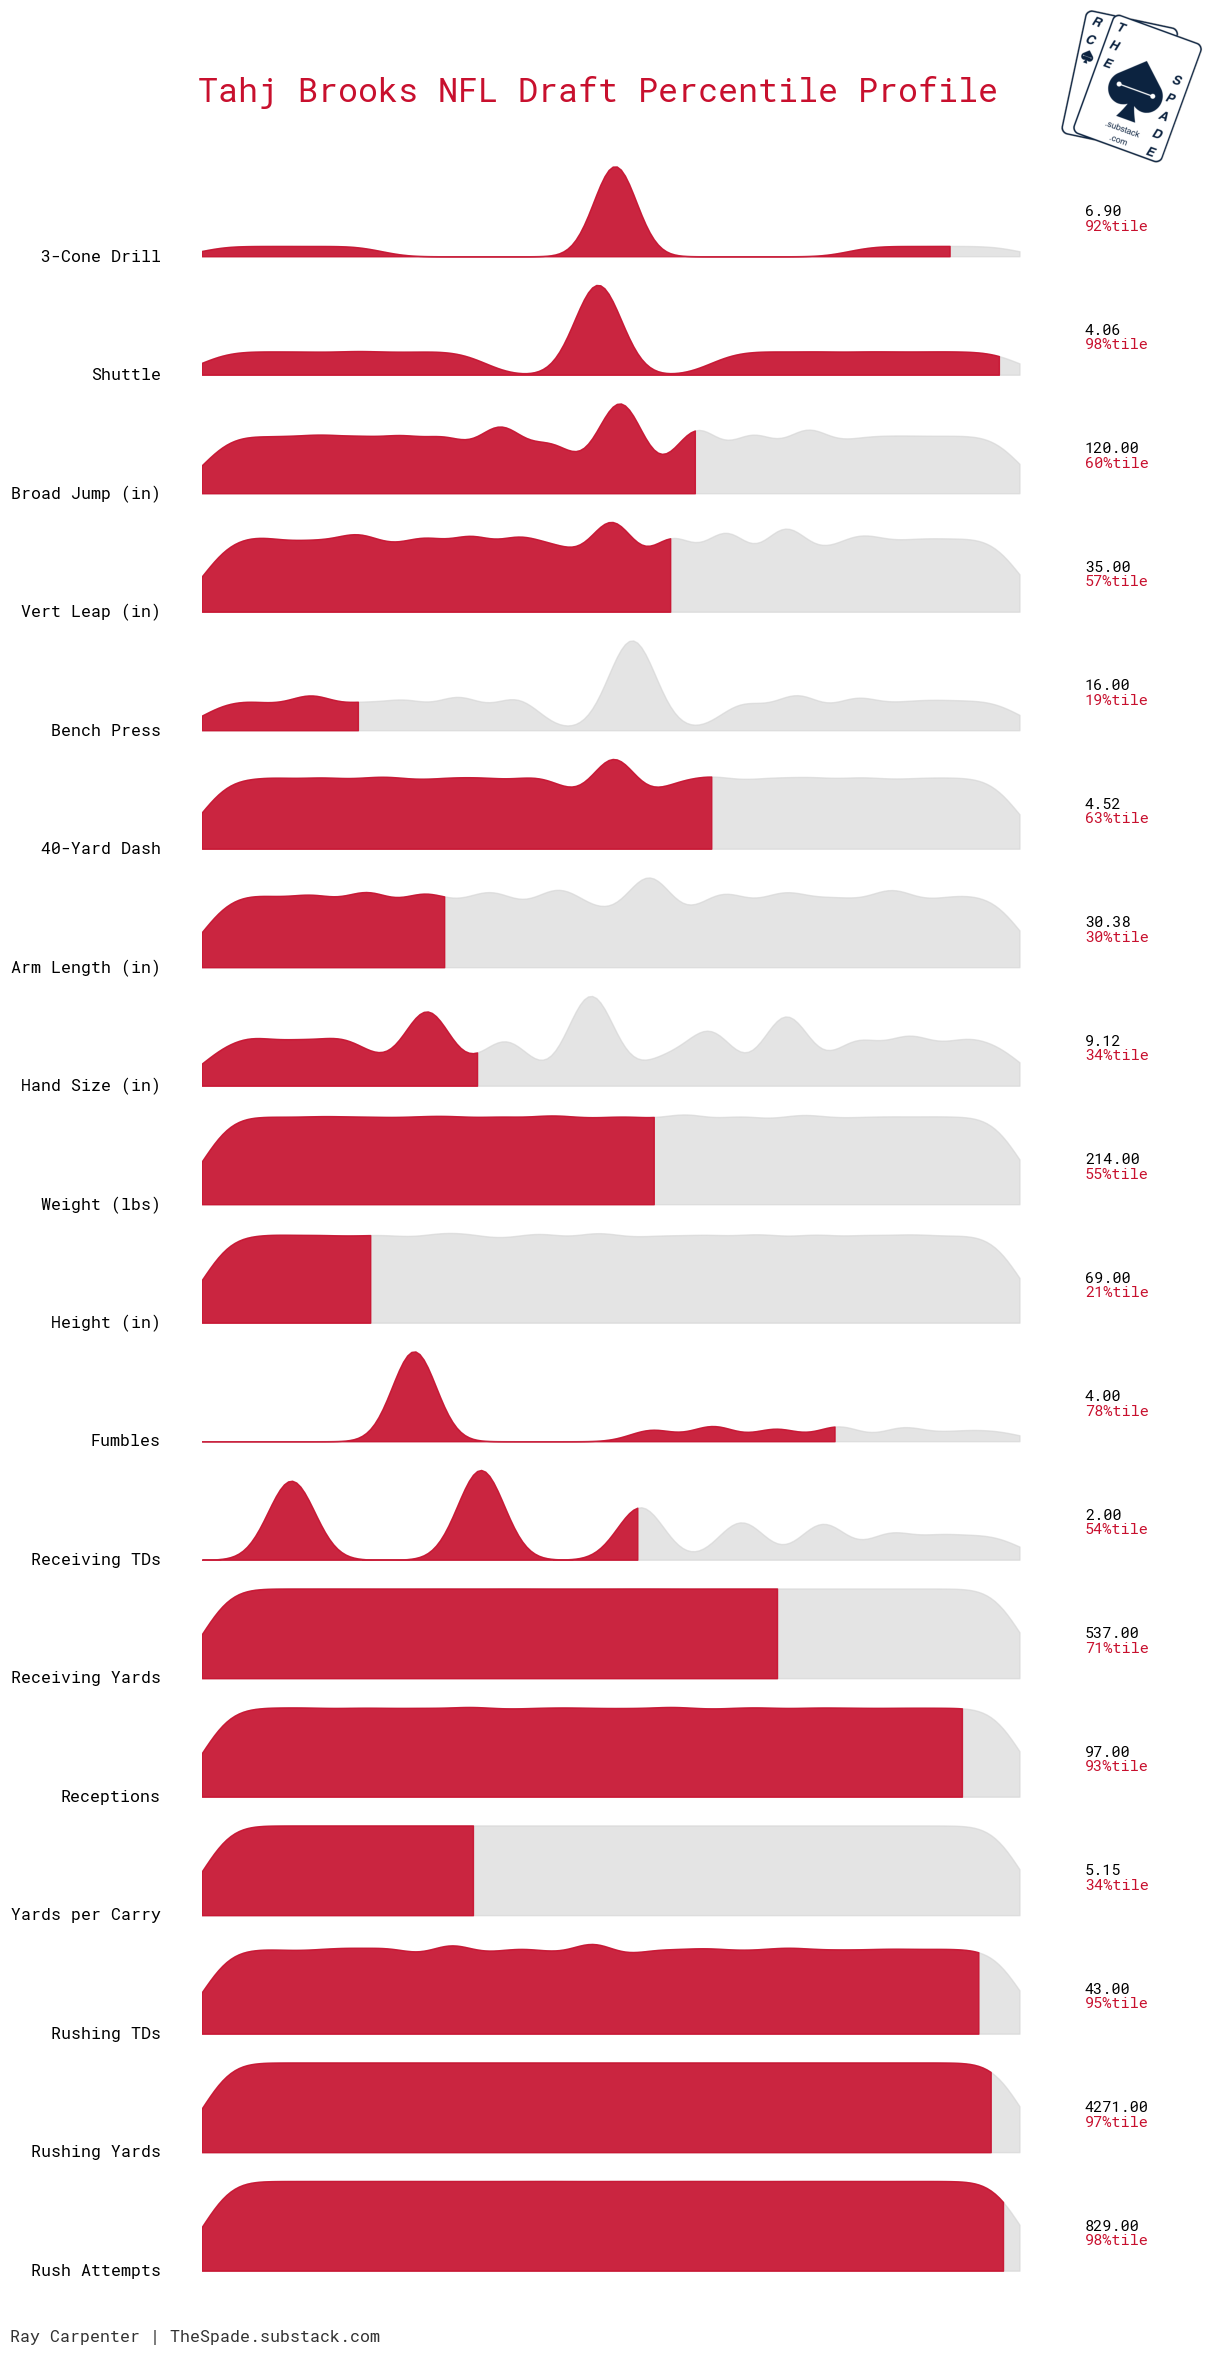 RC
THE
SPADE
.substack
.com
Tahj Brooks NFL Draft Percentile Profile
3-Cone Drill
6.90
92%tile
Shuttle
4.06
98%tile
Broad Jump (in)
120.00
60%tile
Vert Leap (in)
35.00
57%tile
Bench Press
16.00
19%tile
40-Yard Dash
4.52
63%tile
Arm Length (in)
30.38
30%tile
Hand Size (in)
9.12
34%tile
Weight (lbs)
214.00
55%tile
Height (in)
69.00
21%tile
Fumbles
4.00
78%tile
Receiving TDs
2.00
54%tile
Receiving Yards
537.00
71%tile
Receptions
97.00
93%tile
Yards per Carry
5.15
34%tile
Rushing TDs
43.00
95%tile
Rushing Yards
4271.00
97%tile
Rush Attempts
829.00
98%tile
Ray Carpenter | TheSpade.substack.com